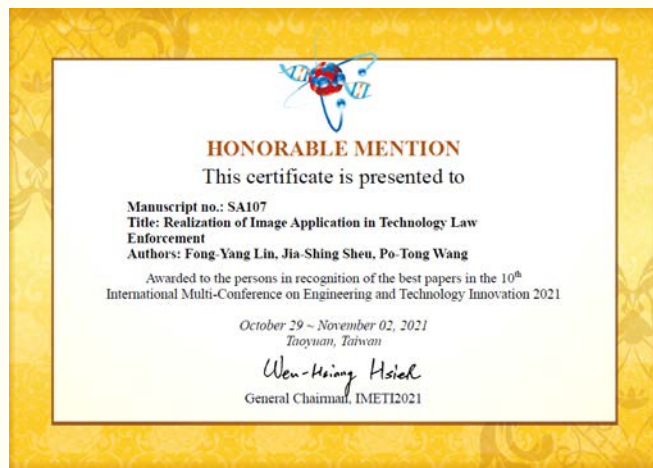 HONORABLE MENTION
This certificate is presented to
Manuscript no.: SA107
Title: Realization of Image Application in Technology Law
Enforcement
Authors: Fong-Yang Lin, Jia-Shing Sheu, Po-Tong Wang
Awarded to the persons in recognition of the best papers in the 10th
International Multi-Conference on Engineering and Technology Innovation 2021
October 29 ~ November 02, 2021
Taoyuan, Taiwan
Wen-Hsiang Hsieh
General Chairman, IMETI2021